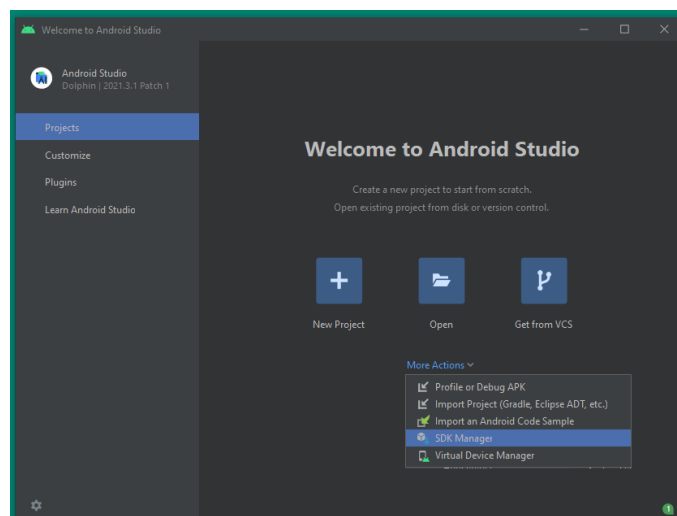 Welcome to Android Studio
Android Studio
Dolphin | 2021.3.1 Patch 1
Projects
Customize
Plugins
Learn Android Studio
Welcome to Android Studio
Create a new project to start from scratch.
Open existing project from disk or version control.
New Project
Open
Get from VCS
More Actions
Profile or Debug APK
Import Project (Gradle, Eclipse ADT, etc.)
Import an Android Code Sample
SDK Manager
Virtual Device Manager
1